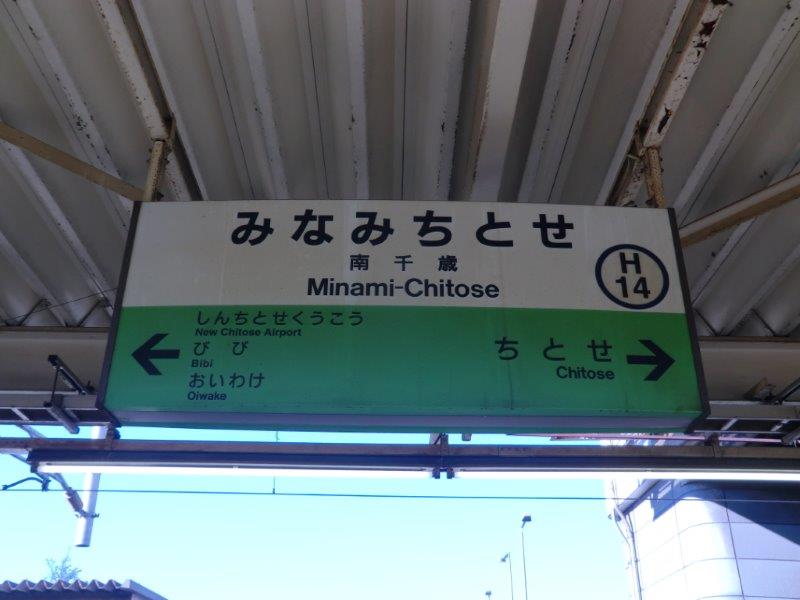 みなみちとせ
南千歳
Minami-Chitose
H
14
しんちとせくうこう
New Chitose Airport
びび
Bibi
おいわけ
Oiwake
ちとせ
Chitose